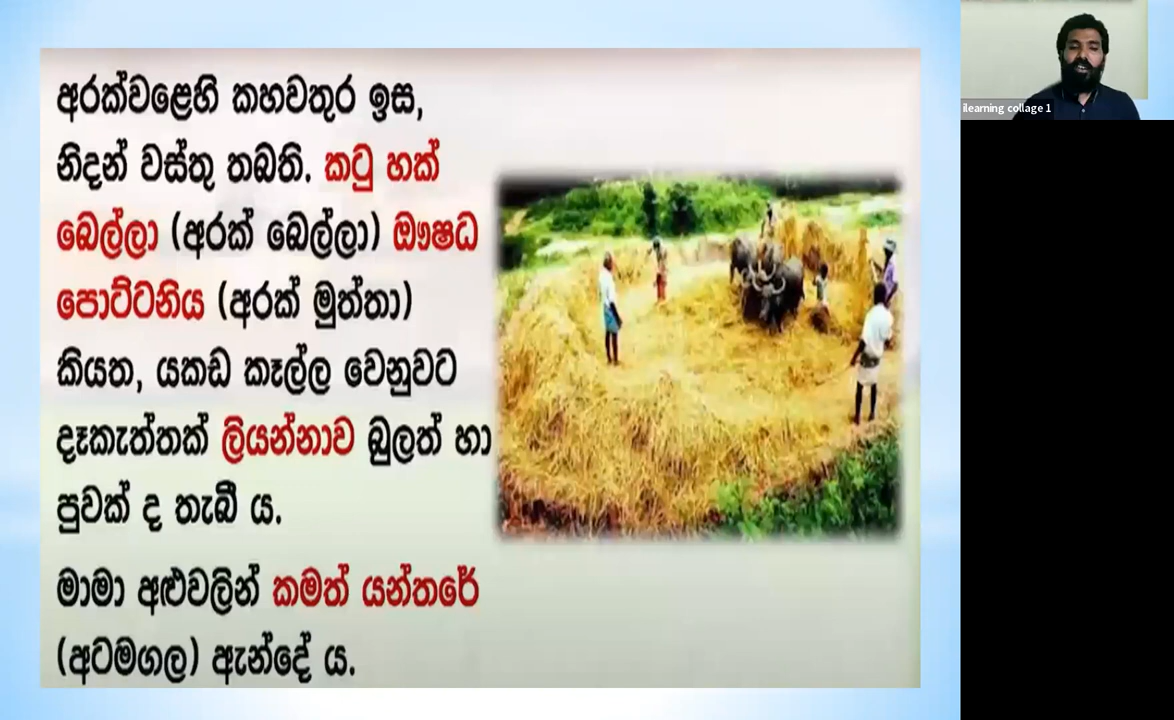 අරක්වළෙහි කහවතුර ඉස,
නිදන් වස්තු තබති. කටු හක්
බෙල්ලා (අරක් බෙල්ලා) ඖෂධ
පොට්ටනිය (අරක් මුත්තා)
කියත, යකඩ කෑල්ල වෙනුවට
දෑකැත්තක් ලියන්නාව බුලත් හා
පුවක් ද තැබී ය.
මාමා අළුවලින් කමත් යන්තරේ
(අටමගල) ඇන්දේ ය.
ilearning collage 1